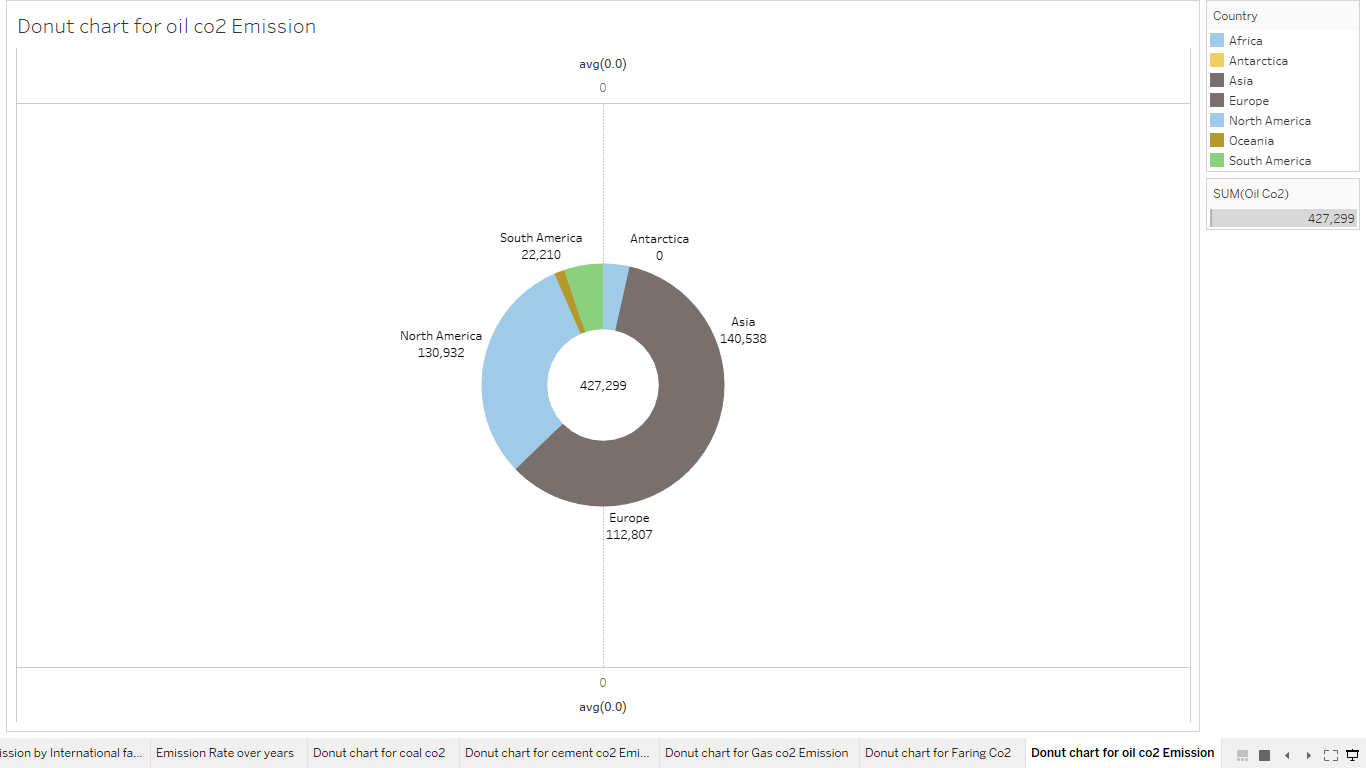 Donut chart for oil co2 Emission
avg(0.0)
0
South America
22,210
Antarctica
0
Asia
140,538
North America
130,932
427,299
Europe
112,807
0
avg(0.0)
Country
Africa
Antarctica
Asia
Europe
North America
Oceania
South America
SUM(Oil Co2)
427,299
ission by International fa...
Emission Rate over years
Donut chart for coal co2
Donut chart for cement co2 Emi...
Donut chart for Gas co2 Emission
Donut chart for Faring Co2
Donut chart for oil co2 Emission